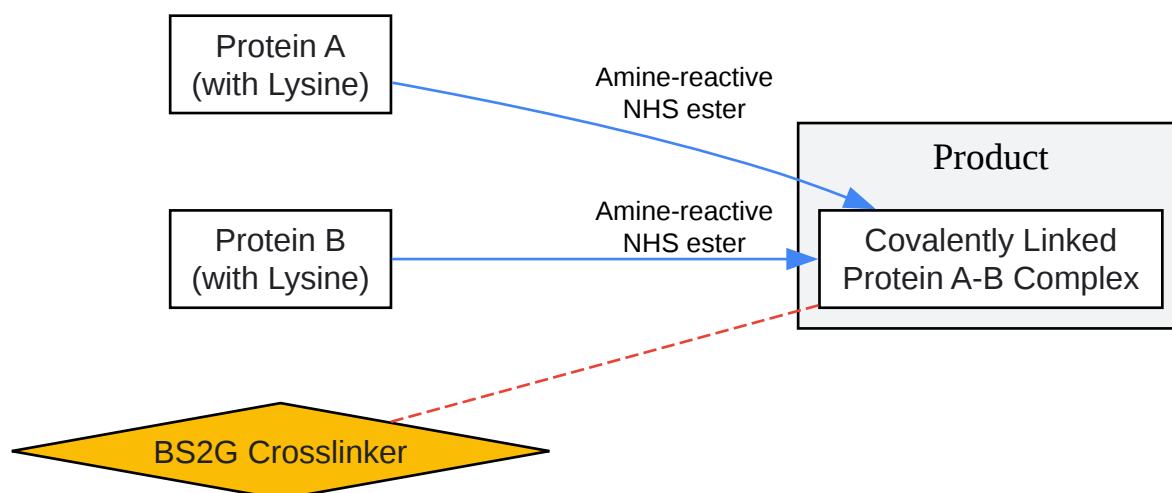 Protein A
(with Lysine)
Amine-reactive
NHS ester
Product
Protein B
(with Lysine)
Amine-reactive
NHS ester
Covalently Linked
Protein A-B Complex
BS2G Crosslinker